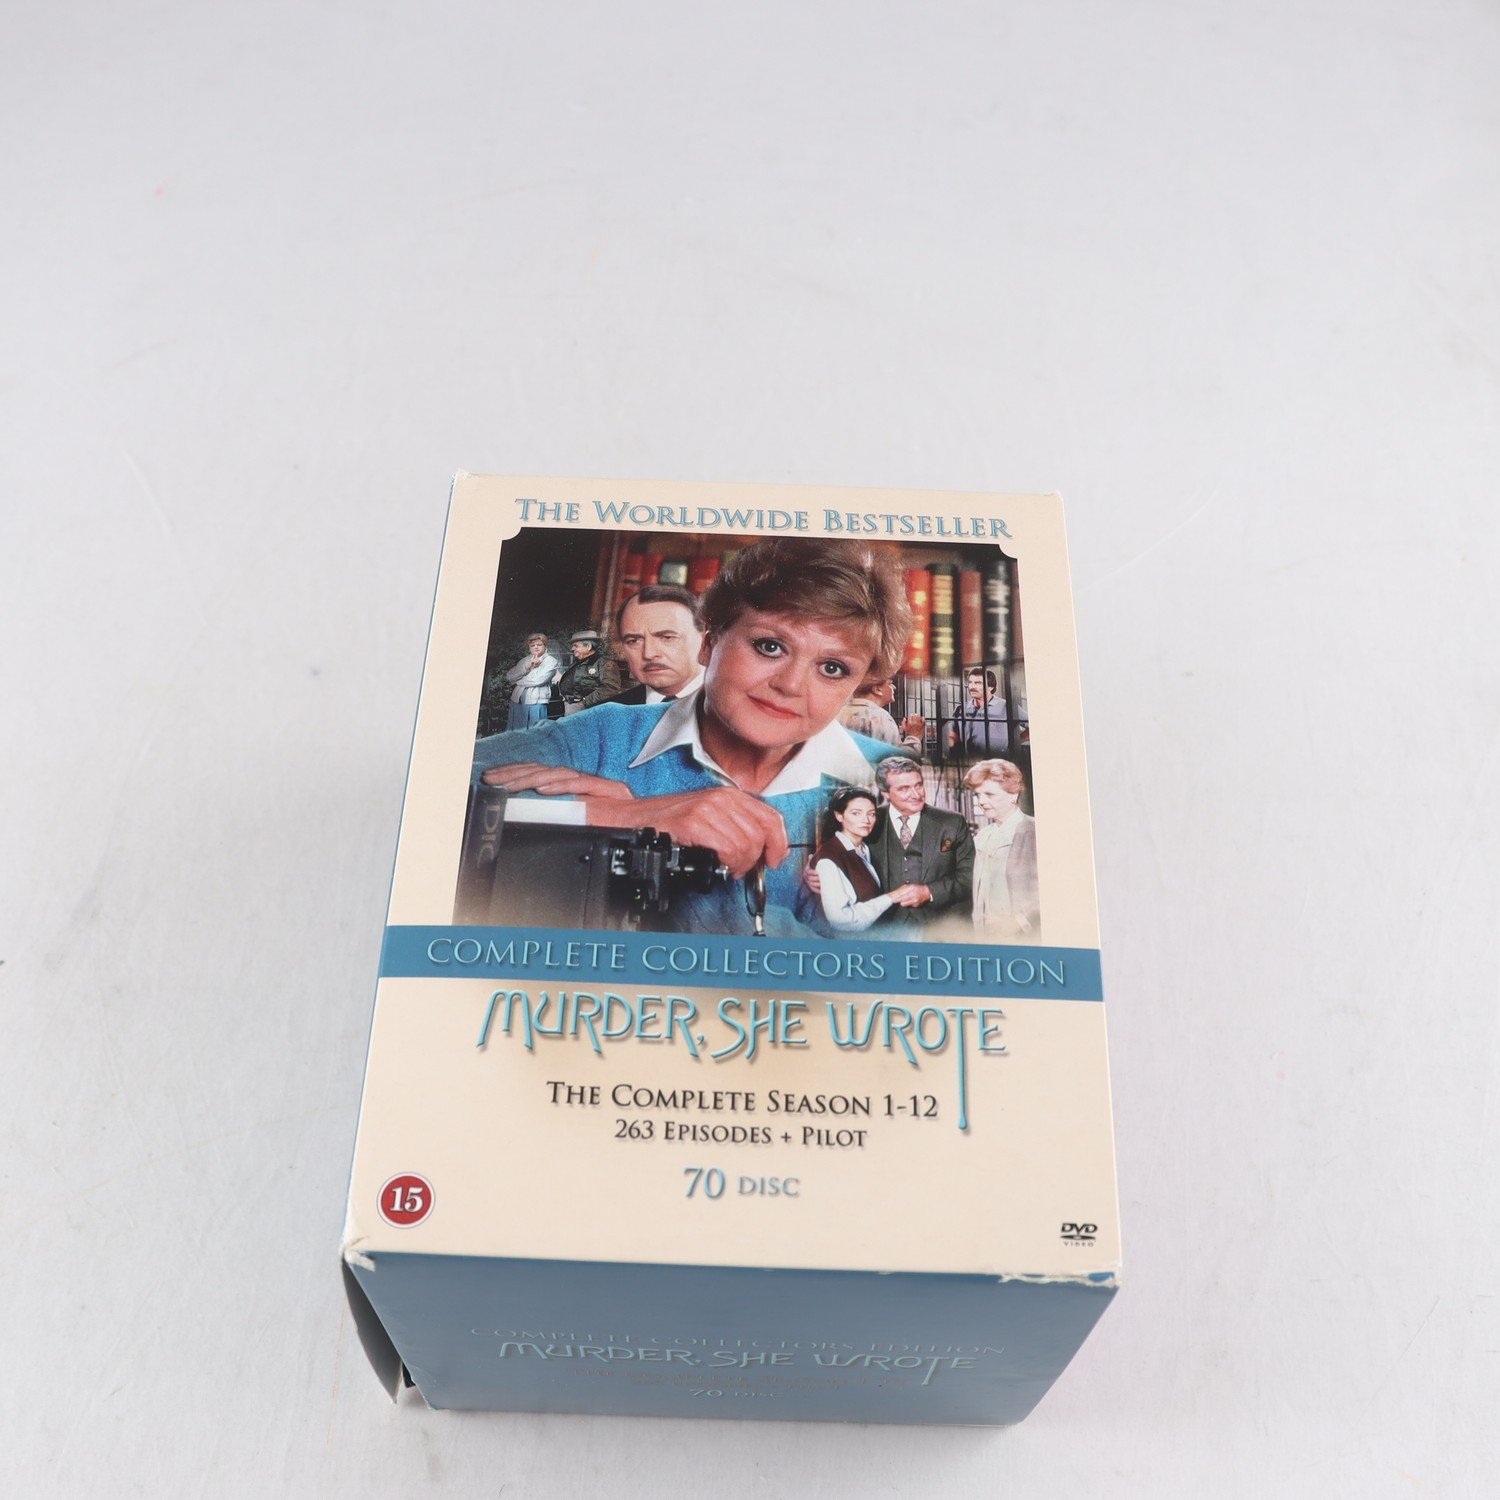 THE WORLDWIDE BESTSELLER
DIC
COMPLETE COLLECTORS EDITION
MURDER, SHE WROTE
THE COMPLETE SEASON 1-12
263 EPISODES + PILOT
70 DISC
15
DVD
VIDEO
COMPLETE COLLECTORS EDITION
MURDER, SHE WROTE
70 DISC